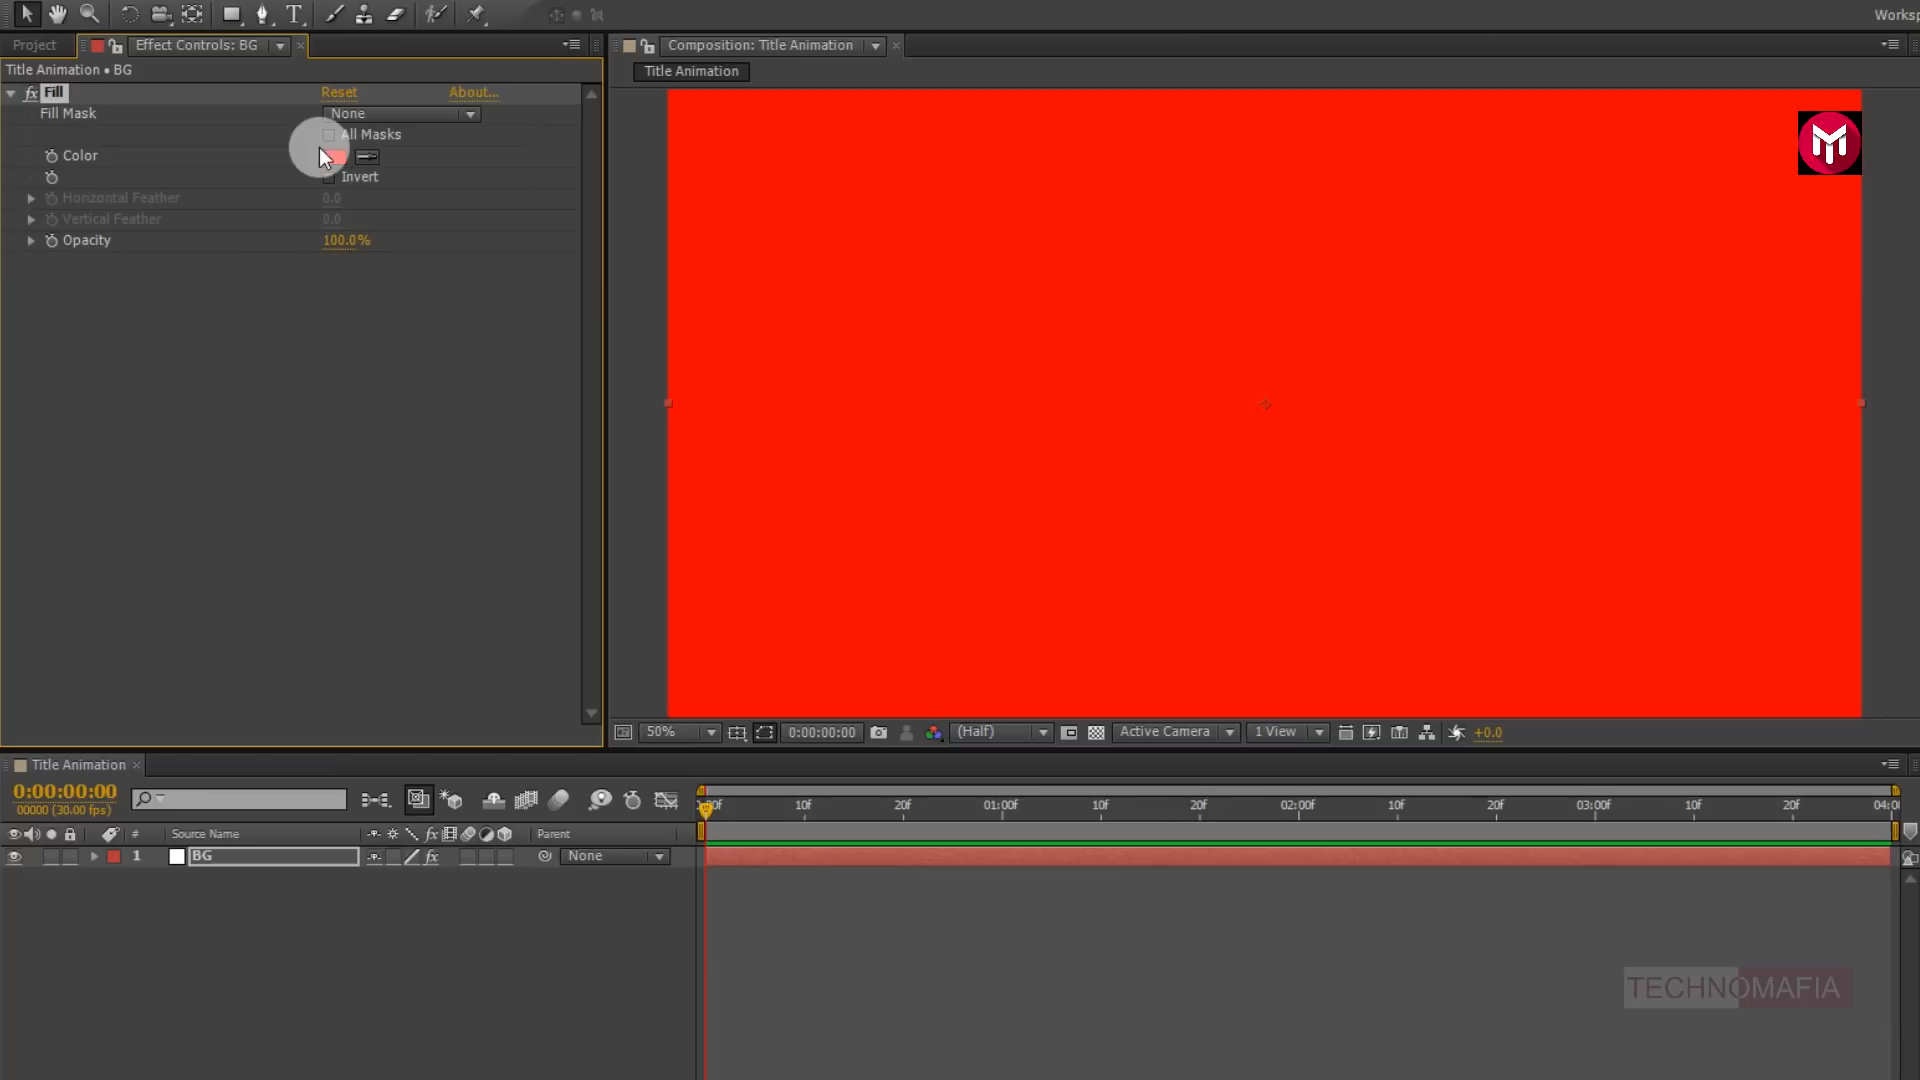 Worksp
Project
Effect Controls: BG
Composition: Title Animation
Title Animation • BG
Title Animation
fx Fill
Reset
About...
Fill Mask
None
All Masks
Color
Invert
Horizontal Feather
0.0
Vertical Feather
0.0
Opacity
100.0%
50%
0:00:00:00
(Half)
Active Camera
1 View
+0.0
Title Animation
0:00:00:00
00000 (30.00 fps)
10f
20f
01:00f
10f
20f
02:00f
10f
20f
03:00f
10f
20f
04:0
#
Source Name
fx
Parent
1
BG
fx
None
TECHNOMAFIA